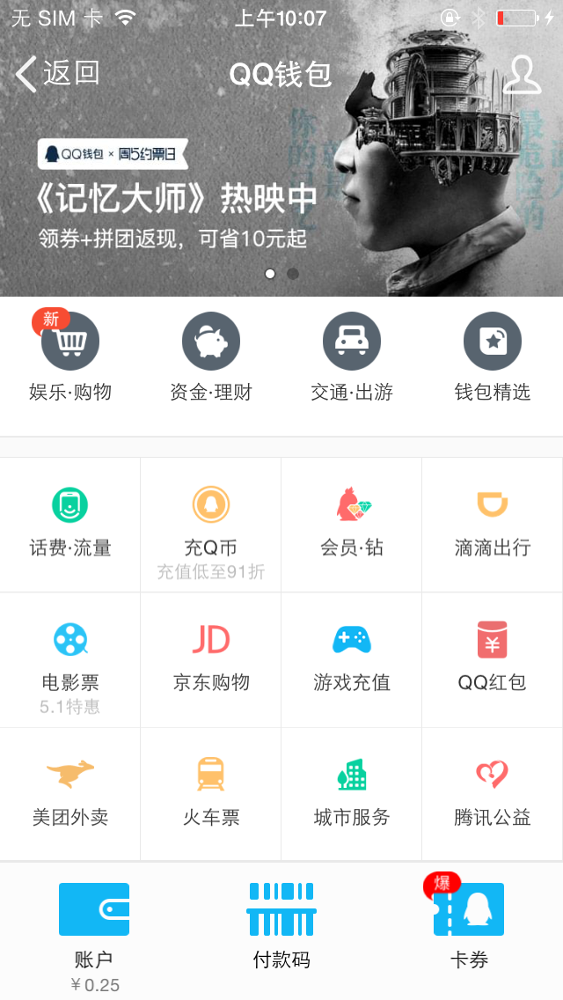 无 SIM 卡
上午10:07
返回
QQ钱包
QQ钱包 × 周5约票日
《记忆大师》热映中
领券+拼团返现，可省10元起
新
娱乐·购物
资金·理财
交通·出游
钱包精选
话费·流量
充Q币
充值低至91折
会员·钻
滴滴出行
电影票
5.1特惠
JD
京东购物
游戏充值
¥
QQ红包
美团外卖
火车票
城市服务
腾讯公益
账户
¥0.25
付款码
爆
卡券